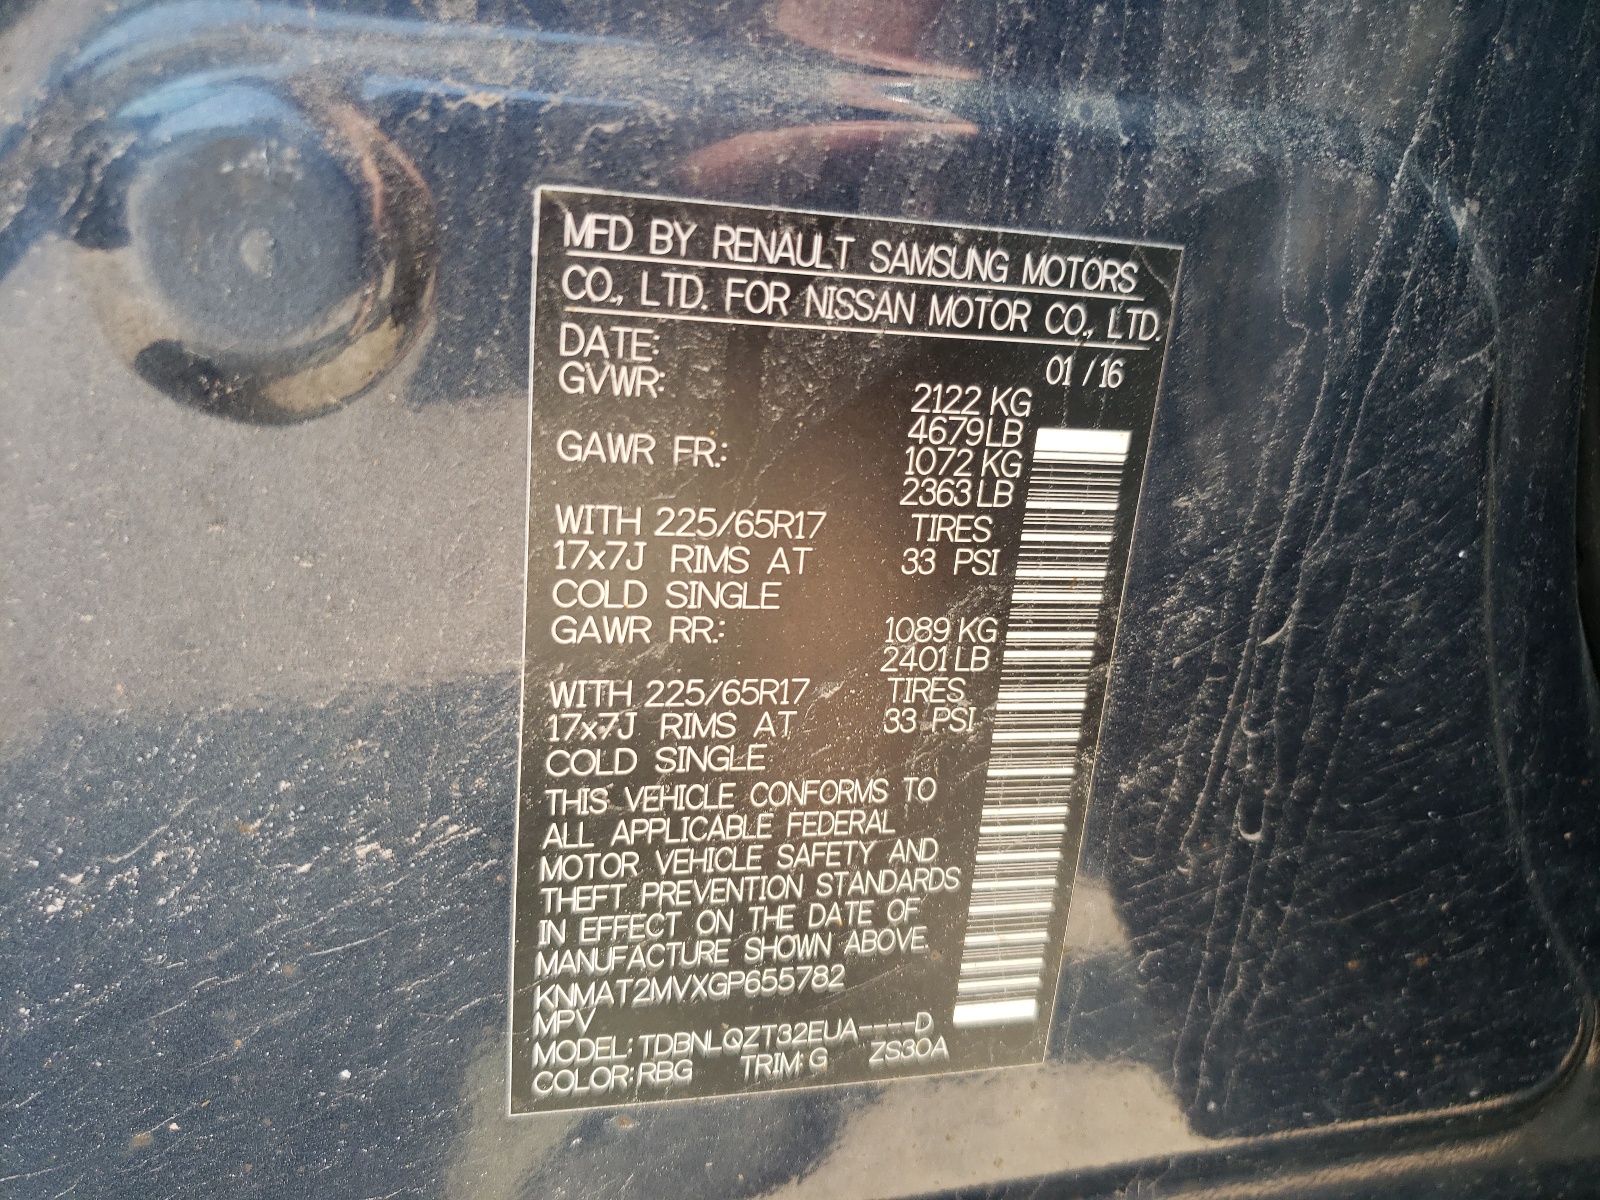 MFD BY RENAULT SAMSUNG MOTORS
CO., LTD. FOR NISSAN MOTOR CO., LTD.
DATE: 01 / 16
GVWR: 2122 KG
4679 LB
GAWR FR.: 1072 KG
2363 LB
WITH 225/65R17 TIRES
17x7J RIMS AT 33 PSI
COLD SINGLE
GAWR RR.: 1089 KG
2401 LB
WITH 225/65R17 TIRES
17x7J RIMS AT 33 PSI
COLD SINGLE
THIS VEHICLE CONFORMS TO
ALL APPLICABLE FEDERAL
MOTOR VEHICLE SAFETY AND
THEFT PREVENTION STANDARDS
IN EFFECT ON THE DATE OF
MANUFACTURE SHOWN ABOVE.
KNMAT2MVXGP655782
MPV
MODEL: TDBNLQZT32EUA----D
COLOR: RBG TRIM: G ZS30A